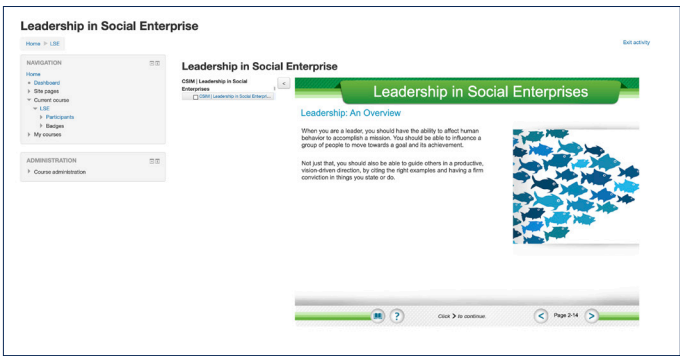 Leadership in Social Enterprise
Home > LSE
Exit activity
NAVIGATION
Home
Dashboard
Site pages
Current course
LSE
Participants
Badges
My courses
ADMINISTRATION
Course administration
Leadership in Social Enterprise
CSIM | Leadership in Social
Enterprises
CSIM | Leadership in Social Enterpri...
<
Leadership in Social Enterprises
Leadership: An Overview
When you are a leader, you should have the ability to affect human
behavior to accomplish a mission. You should be able to influence a
group of people to move towards a goal and its achievement.
Not just that, you should also be able to guide others in a productive,
vision-driven direction, by citing the right examples and having a firm
conviction in things you state or do.
?
Click > to continue.
< Page 2-14 >